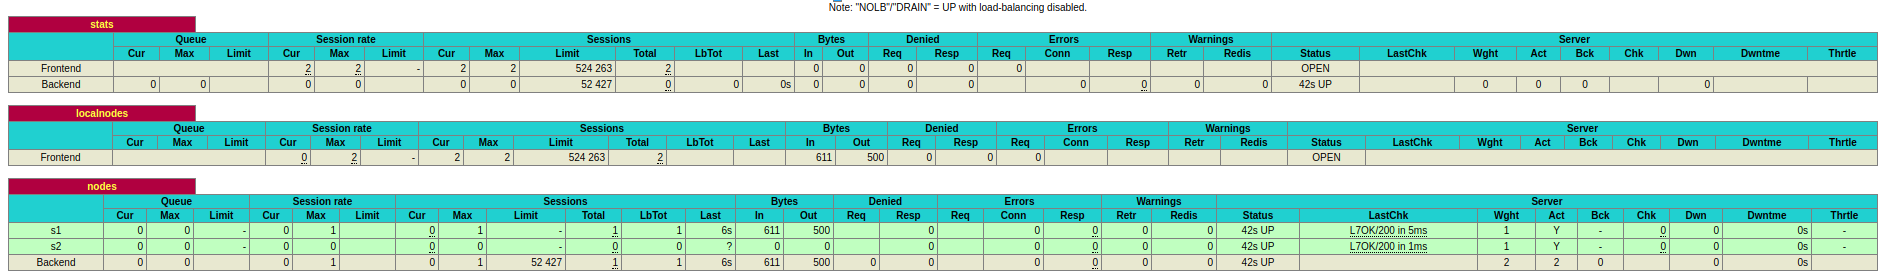 Note: "NOLB"/"DRAIN" = UP with load-balancing disabled.
stats
Queue Session rate Sessions Bytes Denied Errors Warnings Server
Cur Max Limit Cur Max Limit Cur Max Limit Total LbTot Last In Out Req Resp Req Conn Resp Retr Redis Status LastChk Wght Act Bck Chk Dwn Dwntme Thrtle
Frontend 2 2 - 2 2 524 263 2 0 0 0 0 0 OPEN
Backend 0 0 0 0 0 0 52 427 0 0 0s 0 0 0 0 0 0 0 0 42s UP 0 0 0 0
localnodes
Queue Session rate Sessions Bytes Denied Errors Warnings Server
Cur Max Limit Cur Max Limit Cur Max Limit Total LbTot Last In Out Req Resp Req Conn Resp Retr Redis Status LastChk Wght Act Bck Chk Dwn Dwntme Thrtle
Frontend 0 2 - 2 2 524 263 2 611 500 0 0 0 OPEN
nodes
Queue Session rate Sessions Bytes Denied Errors Warnings Server
Cur Max Limit Cur Max Limit Cur Max Limit Total LbTot Last In Out Req Resp Req Conn Resp Retr Redis Status LastChk Wght Act Bck Chk Dwn Dwntme Thrtle
s1 0 0 - 0 1 0 1 - 1 1 6s 611 500 0 0 0 0 0 42s UP L7OK/200 in 5ms 1 Y - 0 0 0s -
s2 0 0 - 0 0 0 0 - 0 0 ? 0 0 0 0 0 0 0 42s UP L7OK/200 in 1ms 1 Y - 0 0 0s -
Backend 0 0 0 1 0 1 52 427 1 1 6s 611 500 0 0 0 0 0 0 42s UP 2 2 0 0 0s